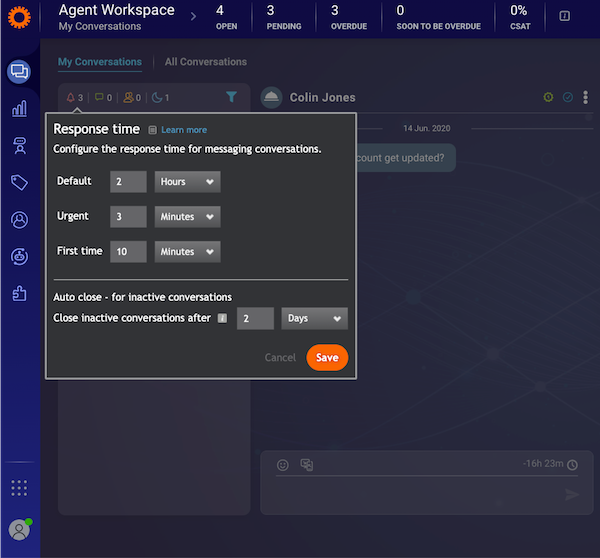 Agent Workspace
My Conversations
4
OPEN
3
PENDING
3
OVERDUE
0
SOON TO BE OVERDUE
0%
CSAT
My Conversations
All Conversations
3 0 0 1
Colin Jones
14 Jun. 2020
count get updated?
Response time Learn more
Configure the response time for messaging conversations.
Default 2 Hours
Urgent 3 Minutes
First time 10 Minutes
Auto close - for inactive conversations
Close inactive conversations after i 2 Days
Cancel Save
-16h 23m